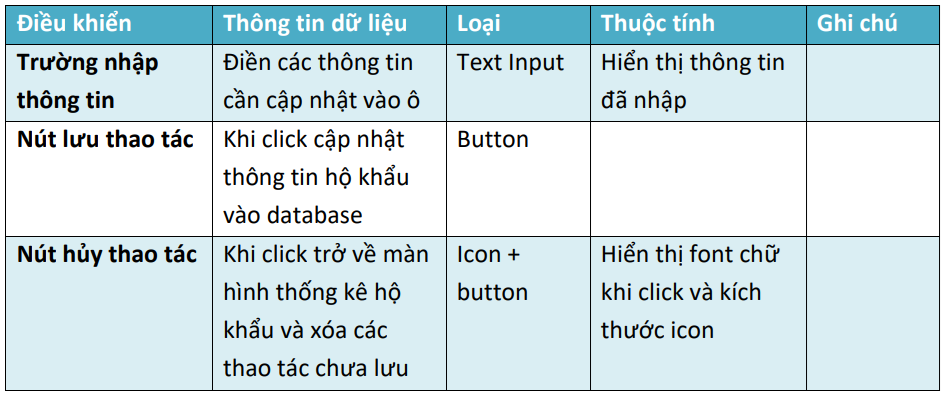 Điều khiển Thông tin dữ liệu Loại Thuộc tính Ghi chú
Trường nhập Điền các thông tin Text Input Hiển thị thông tin
thông tin cần cập nhật vào ô đã nhập
Nút lưu thao tác Khi click cập nhật Button
thông tin hộ khẩu
vào database
Nút hủy thao tác Khi click trở về màn Icon + Hiển thị font chữ
hình thống kê hộ button khi click và kích
khẩu và xóa các thước icon
thao tác chưa lưu